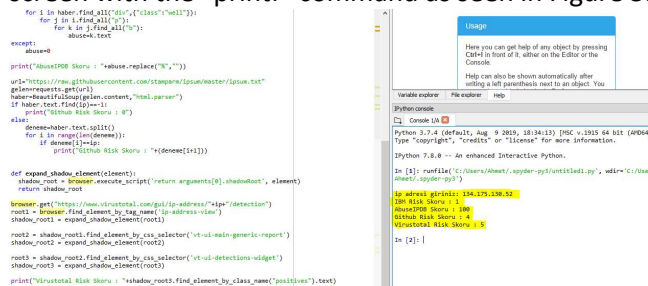 screen with the "print."
for i in haber.find_all("div",{"class":"well"}):
for j in i.find_all("p"):
for k in j.find_all("b"):
abuse=k.text
except:
abuse=0
print("AbuseIPDB Skoru : "+abuse.replace("%",""))
url="https://raw.githubusercontent.com/stamparm/ipsum/master/ipsum.txt"
gelen=requests.get(url)
haber=BeautifulSoup(gelen.content,"html.parser")
if haber.text.find(ip)==-1:
print("Github Risk Skoru : 0")
else:
deneme=haber.text.split()
for i in range(len(deneme)):
if deneme[i]==ip:
print("Github Risk Skoru : "+(deneme[i+1]))
def expand_shadow_element(element):
shadow_root = browser.execute_script('return arguments[0].shadowRoot', element)
return shadow_root
browser.get("https://www.virustotal.com/gui/ip-address/"+ip+"/detection")
root1 = browser.find_element_by_tag_name('ip-address-view')
shadow_root1 = expand_shadow_element(root1)
root2 = shadow_root1.find_element_by_css_selector('vt-ui-main-generic-report')
shadow_root2 = expand_shadow_element(root2)
root3 = shadow_root2.find_element_by_css_selector('vt-ui-detections-widget')
shadow_root3 = expand_shadow_element(root3)
print("Virustotal Risk Skoru : "+shadow_root3.find_element_by_class_name("positives").text)
Usage
Here you can get help of any object by pressing
Ctrl+I in front of it, either on the Editor or the
Console.
Help can also be shown automatically after
writing a left parenthesis next to an object. You
Variable explorer File explorer Help
IPython console
Console 1/A
Python 3.7.4 (default, Aug 9 2019, 18:34:13) [MSC v.1915 64 bit (AMD64
Type "copyright", "credits" or "license" for more information.
IPython 7.8.0 -- An enhanced Interactive Python.
In [1]: runfile('C:/Users/Ahmet/.spyder-py3/untitled1.py', wdir='C:/Use
Ahmet/.spyder-py3')
ip adresi giriniz: 134.175.130.52
IBM Risk Skoru : 1
AbuseIPDB Skoru : 100
Github Risk Skoru : 4
Virustotal Risk Skoru : 5
In [2]: